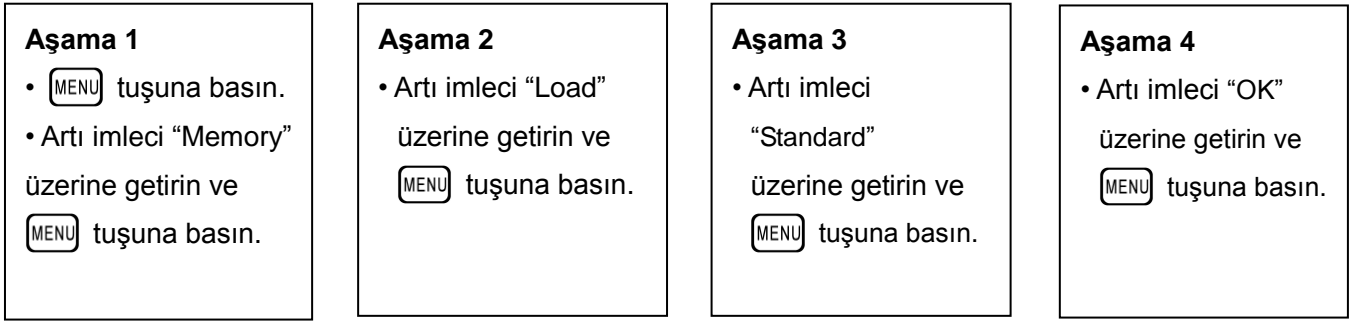 Aşama 1
• MENU tuşuna basın.
• Artı imleci “Memory”
üzerine getirin ve
MENU tuşuna basın.
Aşama 2
• Artı imleci “Load”
üzerine getirin ve
MENU tuşuna basın.
Aşama 3
• Artı imleci
“Standard”
üzerine getirin ve
MENU tuşuna basın.
Aşama 4
• Artı imleci “OK”
üzerine getirin ve
MENU tuşuna basın.